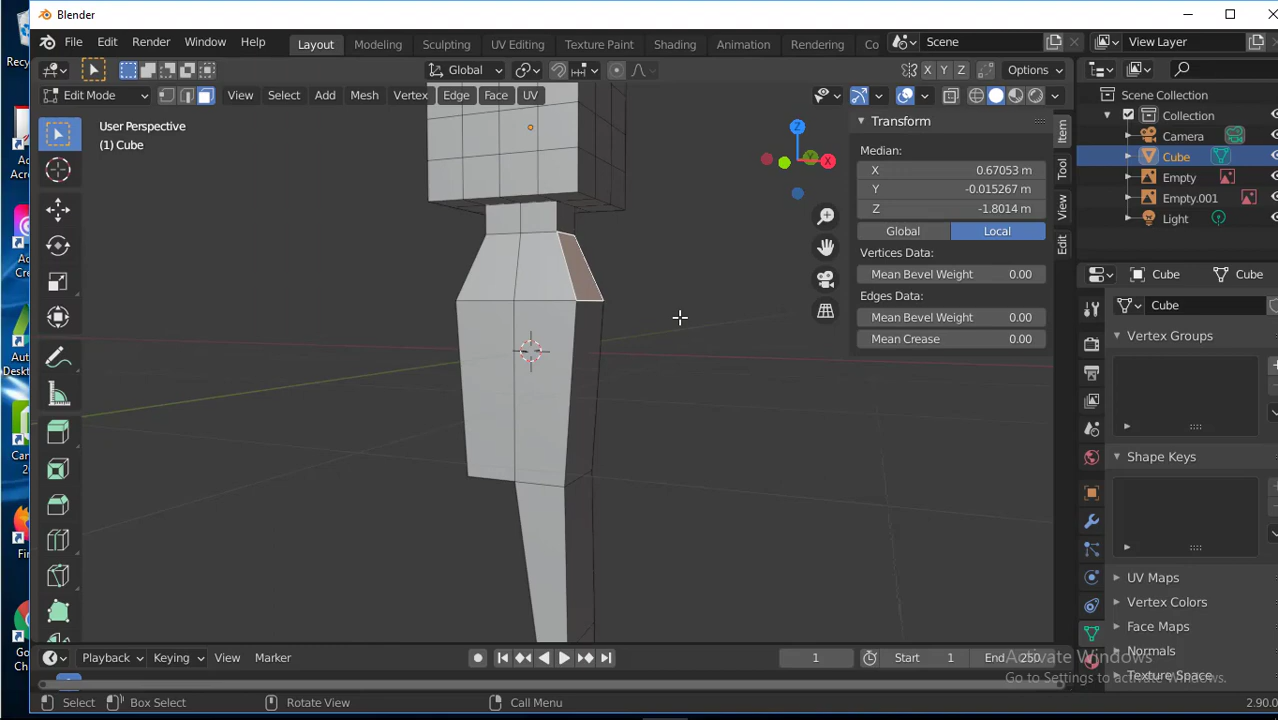 Blender
File Edit Render Window Help Layout Modeling Sculpting UV Editing Texture Paint Shading Animation Rendering Co Scene View Layer
Global X Y Z Options
Edit Mode View Select Add Mesh Vertex Edge Face UV
User Perspective
(1) Cube
Z
Y
X
Transform
Median:
X 0.67053 m
Y -0.015267 m
Z -1.8014 m
Global Local
Vertices Data:
Mean Bevel Weight 0.00
Edges Data:
Mean Bevel Weight 0.00
Mean Crease 0.00
Item
Tool
View
Edit
Scene Collection
Collection
Camera
Cube
Empty
Empty.001
Light
Cube Cube
Cube
Vertex Groups
Shape Keys
UV Maps
Vertex Colors
Face Maps
Normals
Texture Space
Playback Keying View Marker 1 Start 1 End 250
Activate Windows
Go to Settings to activate Windows.
Select Box Select Rotate View Call Menu 2.90.0